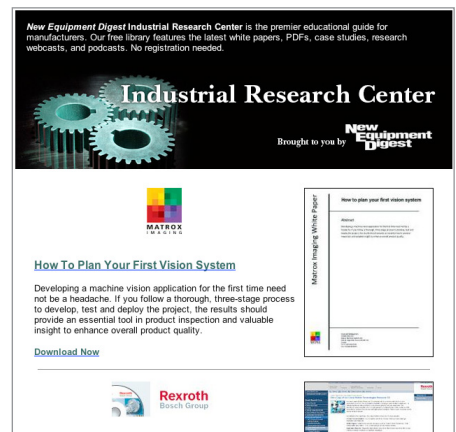 New Equipment Digest Industrial Research Center is the premier educational guide for
manufacturers. Our free library features the latest white papers, PDFs, case studies, research
webcasts, and podcasts. No registration needed.
Industrial Research Center
Brought to you by New Equipment Digest
MATROX
IMAGING
How To Plan Your First Vision System
Developing a machine vision application for the first time need
not be a headache. If you follow a thorough, three-stage process
to develop, test and deploy the project, the results should
provide an essential tool in product inspection and valuable
insight to enhance overall product quality.
Download Now
Matrox Imaging White Paper
How to plan your first vision system
Abstract
Rexroth
Bosch Group